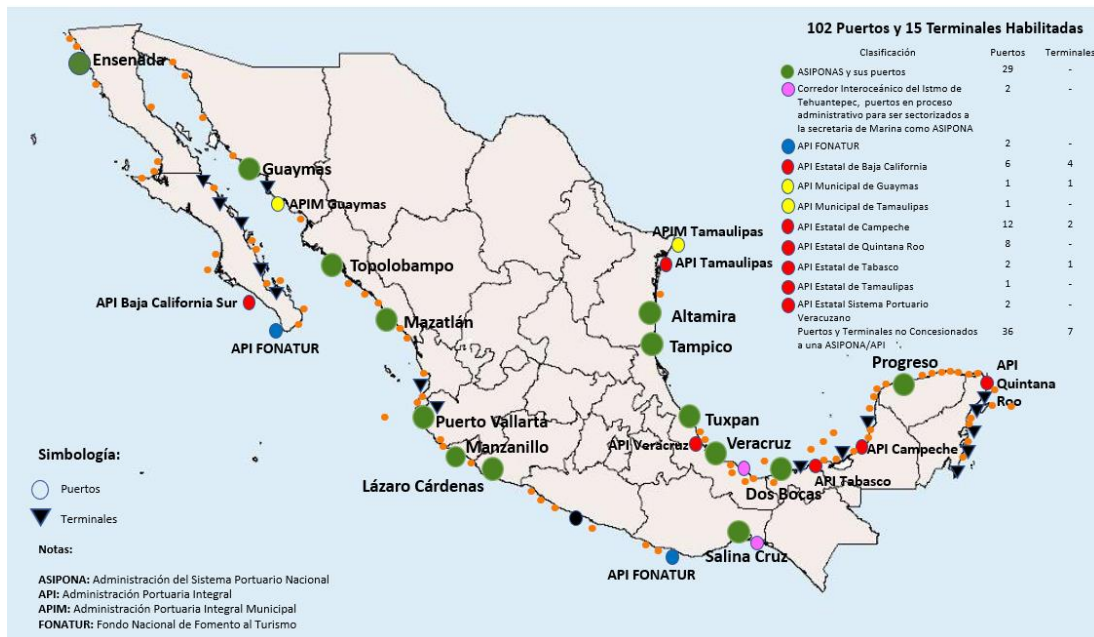 102 Puertos y 15 Terminales Habilitadas
Clasificación Puertos Terminales
ASIPONAS y sus puertos 29 -
Corredor Interoceánico del Istmo de 2 -
Tehuantepec, puertos en proceso
administrativo para ser sectorizados a
la secretaria de Marina como ASIPONA
API FONATUR 2 -
API Estatal de Baja California 6 4
API Municipal de Guaymas 1 1
API Municipal de Tamaulipas 1 -
API Estatal de Campeche 12 2
API Estatal de Quintana Roo 8 -
API Estatal de Tabasco 2 1
API Estatal de Tamaulipas 1 -
API Estatal Sistema Portuario 2 -
Veracuzano
Puertos y Terminales no Concesionados 36 7
a una ASIPONA/API
Ensenada
Guaymas
APIM Guaymas
APIM Tamaulipas
API Tamaulipas
Topolobampo
API Baja California Sur
Mazatlán
Altamira
API FONATUR
Tampico
Progreso
API
Quintana
Roo
Puerto Vallarta
Tuxpan
API Veracruz
Veracruz
API Campeche
Manzanillo
API Tabasco
Lázaro Cárdenas
Dos Bocas
Salina Cruz
API FONATUR
Simbología:
Puertos
Terminales
Notas:
ASIPONA: Administración del Sistema Portuario Nacional
API: Administración Portuaria Integral
APIM: Administración Portuaria Integral Municipal
FONATUR: Fondo Nacional de Fomento al Turismo